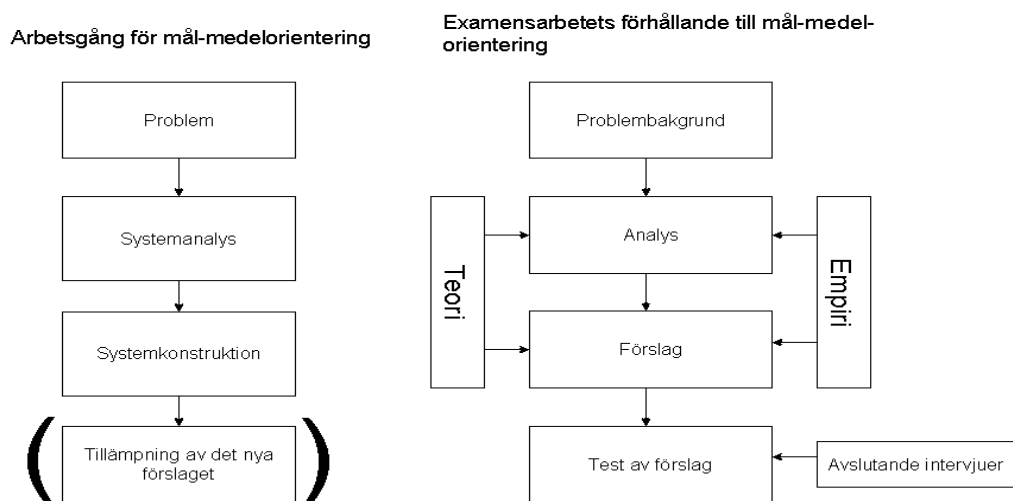 Arbetsgång för mål-medelorientering
Problem
Systemanalys
Systemkonstruktion
(
Tillämpning av det nya
förslaget
)
Examensarbetets förhållande till mål-medel-
orientering
Problembakgrund
Teori
Analys
Empiri
Förslag
Test av förslag
Avslutande intervjuer